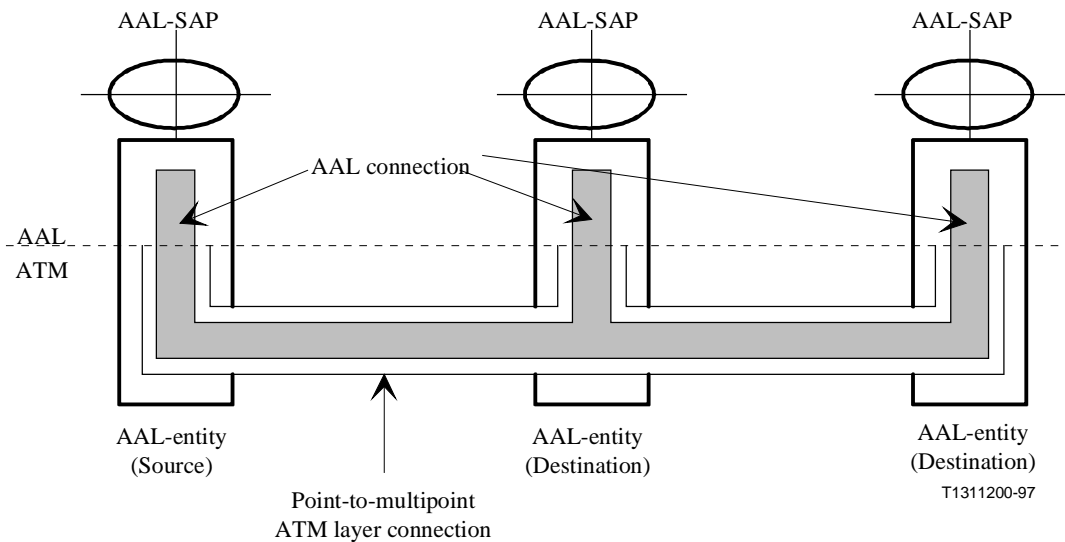 AAL-SAP
AAL-SAP
AAL-SAP
AAL connection
AAL
ATM
AAL-entity
(Source)
AAL-entity
(Destination)
AAL-entity
(Destination)
T1311200-97
Point-to-multipoint
ATM layer connection